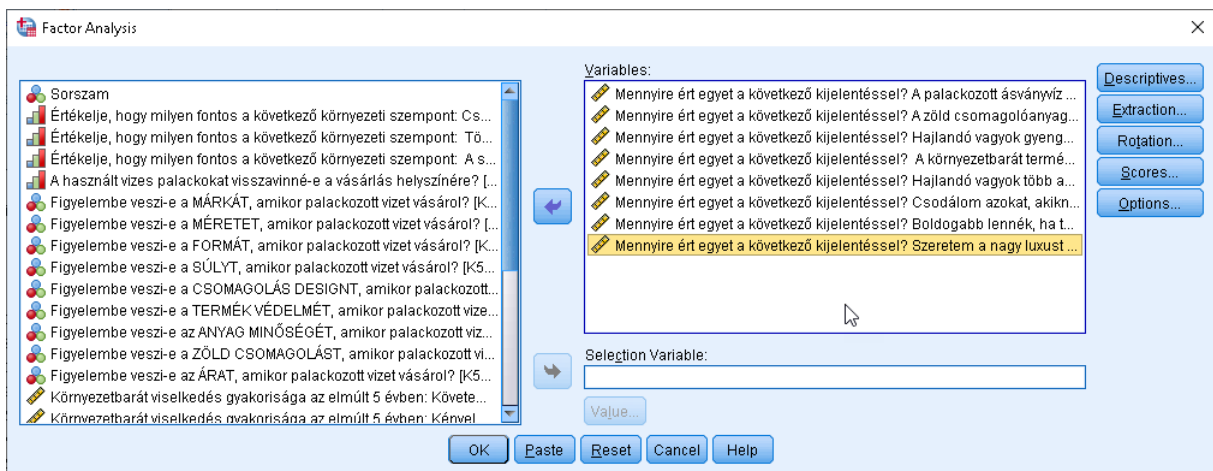 Factor Analysis
Sorszam
Értékelje, hogy milyen fontos a következő környezeti szempont: Cs...
Értékelje, hogy milyen fontos a következő környezeti szempont: Tö...
Értékelje, hogy milyen fontos a következő környezeti szempont: A s...
A használt vizes palackokat visszavinné-e a vásárlás helyszínére? [...
Figyelembe veszi-e a MÁRKÁT, amikor palackozott vizet vásárol? [K...
Figyelembe veszi-e a MÉRETET, amikor palackozott vizet vásárol? [...
Figyelembe veszi-e a FORMÁT, amikor palackozott vizet vásárol? [K...
Figyelembe veszi-e a SÚLYT, amikor palackozott vizet vásárol? [K5...
Figyelembe veszi-e a CSOMAGOLÁS DESIGNT, amikor palackozott...
Figyelembe veszi-e a TERMÉK VÉDELMÉT, amikor palackozott vize...
Figyelembe veszi-e az ANYAG MINŐSÉGÉT, amikor palackozott viz...
Figyelembe veszi-e a ZÖLD CSOMAGOLÁST, amikor palackozott vi...
Figyelembe veszi-e az ÁRAT, amikor palackozott vizet vásárol? [K5...
Környezetbarát viselkedés gyakorisága az elmúlt 5 évben: Követe...
Környezetbarát viselkedés gyakorisága az elmúlt 5 évben: Kényel...
Variables:
Mennyire ért egyet a következő kijelentéssel? A palackozott ásványvíz ...
Mennyire ért egyet a következő kijelentéssel? A zöld csomagolóanyag...
Mennyire ért egyet a következő kijelentéssel? Hajlandó vagyok gyeng...
Mennyire ért egyet a következő kijelentéssel? A környezetbarát termé...
Mennyire ért egyet a következő kijelentéssel? Hajlandó vagyok több a...
Mennyire ért egyet a következő kijelentéssel? Csodálom azokat, akikn...
Mennyire ért egyet a következő kijelentéssel? Boldogabb lennék, ha t...
Mennyire ért egyet a következő kijelentéssel? Szeretem a nagy luxust ...
Selection Variable:
Value...
Descriptives...
Extraction...
Rotation...
Scores...
Options...
OK Paste Reset Cancel Help